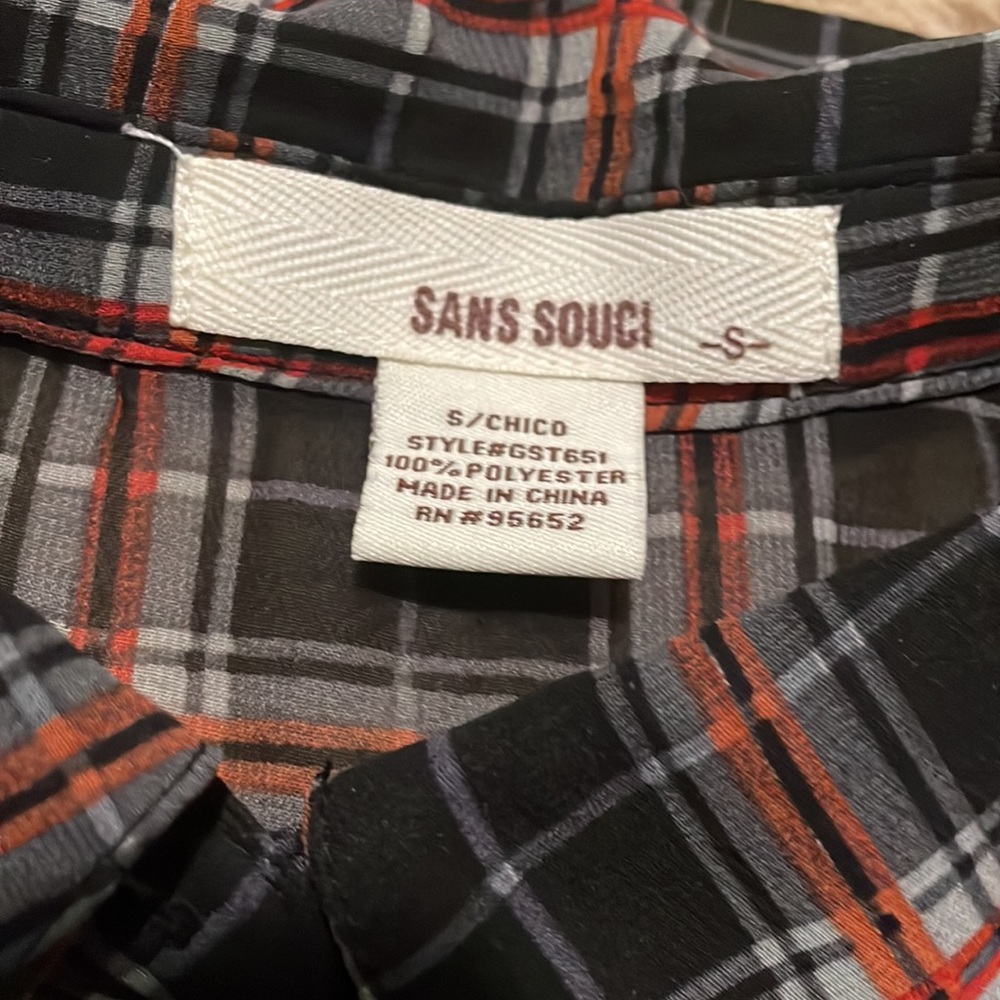 SANS SOUCi -S-
S/CHICO
STYLE#GST651
100%POLYESTER
MADE IN CHINA
RN #95652